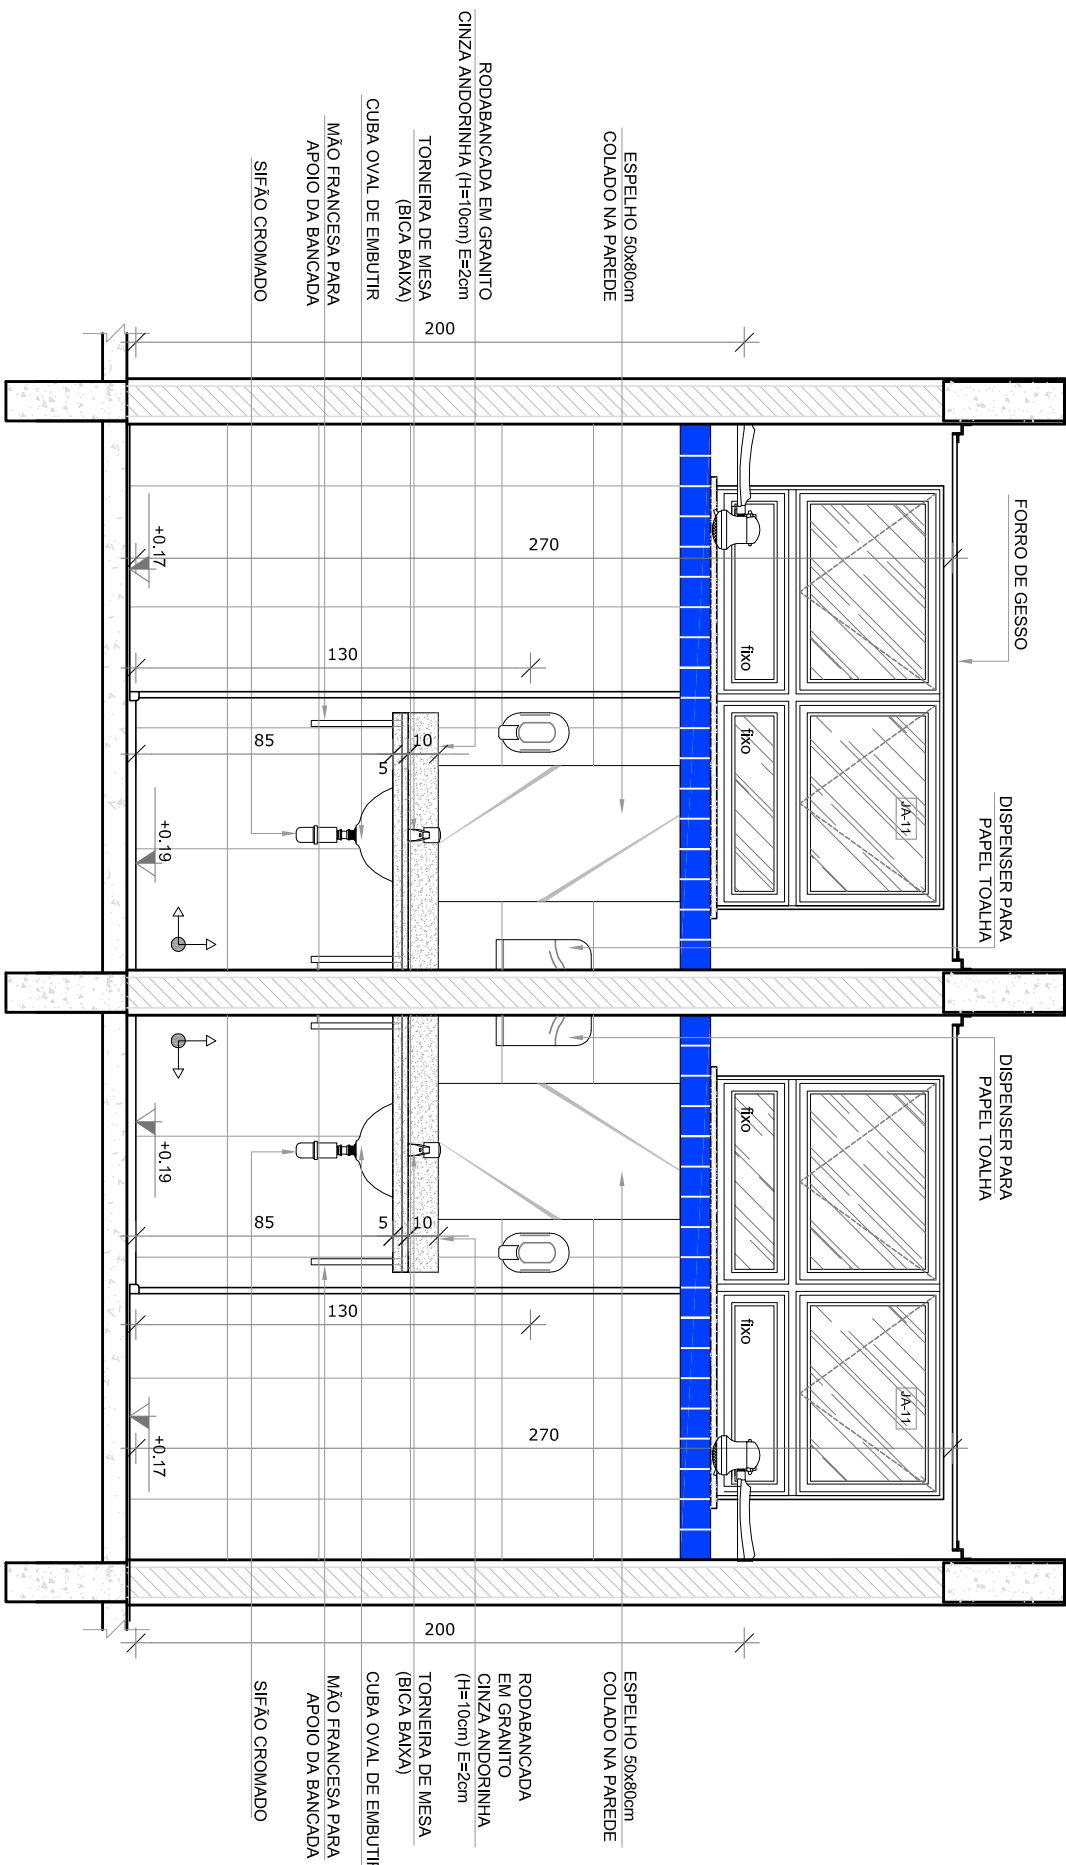 RODABANCADA EM GRANITO
CINZA ANDORINHA (H=10cm) E=2cm
ESPELHO 50x80cm
COLADO NA PAREDE
TORNEIRA DE MESA
(BICA BAIXA)
CUBA OVAL DE EMBUTIR
MÃO FRANCESA PARA
APOIO DA BANCADA
SIFÃO CROMADO
200
FORRO DE GESSO
+0.17
270
fixo
130
fixo
JA-11
85
5
10
+0.19
DISPENSER PARA
PAPEL TOALHA
DISPENSER PARA
PAPEL TOALHA
fixo
+0.19
85
5
10
130
fixo
JA-11
270
+0.17
200
ESPELHO 50x80cm
COLADO NA PAREDE
RODABANCADA
EM GRANITO
CINZA ANDORINHA
(H=10cm) E=2cm
TORNEIRA DE MESA
(BICA BAIXA)
CUBA OVAL DE EMBUTIR
MÃO FRANCESA PARA
APOIO DA BANCADA
SIFÃO CROMADO